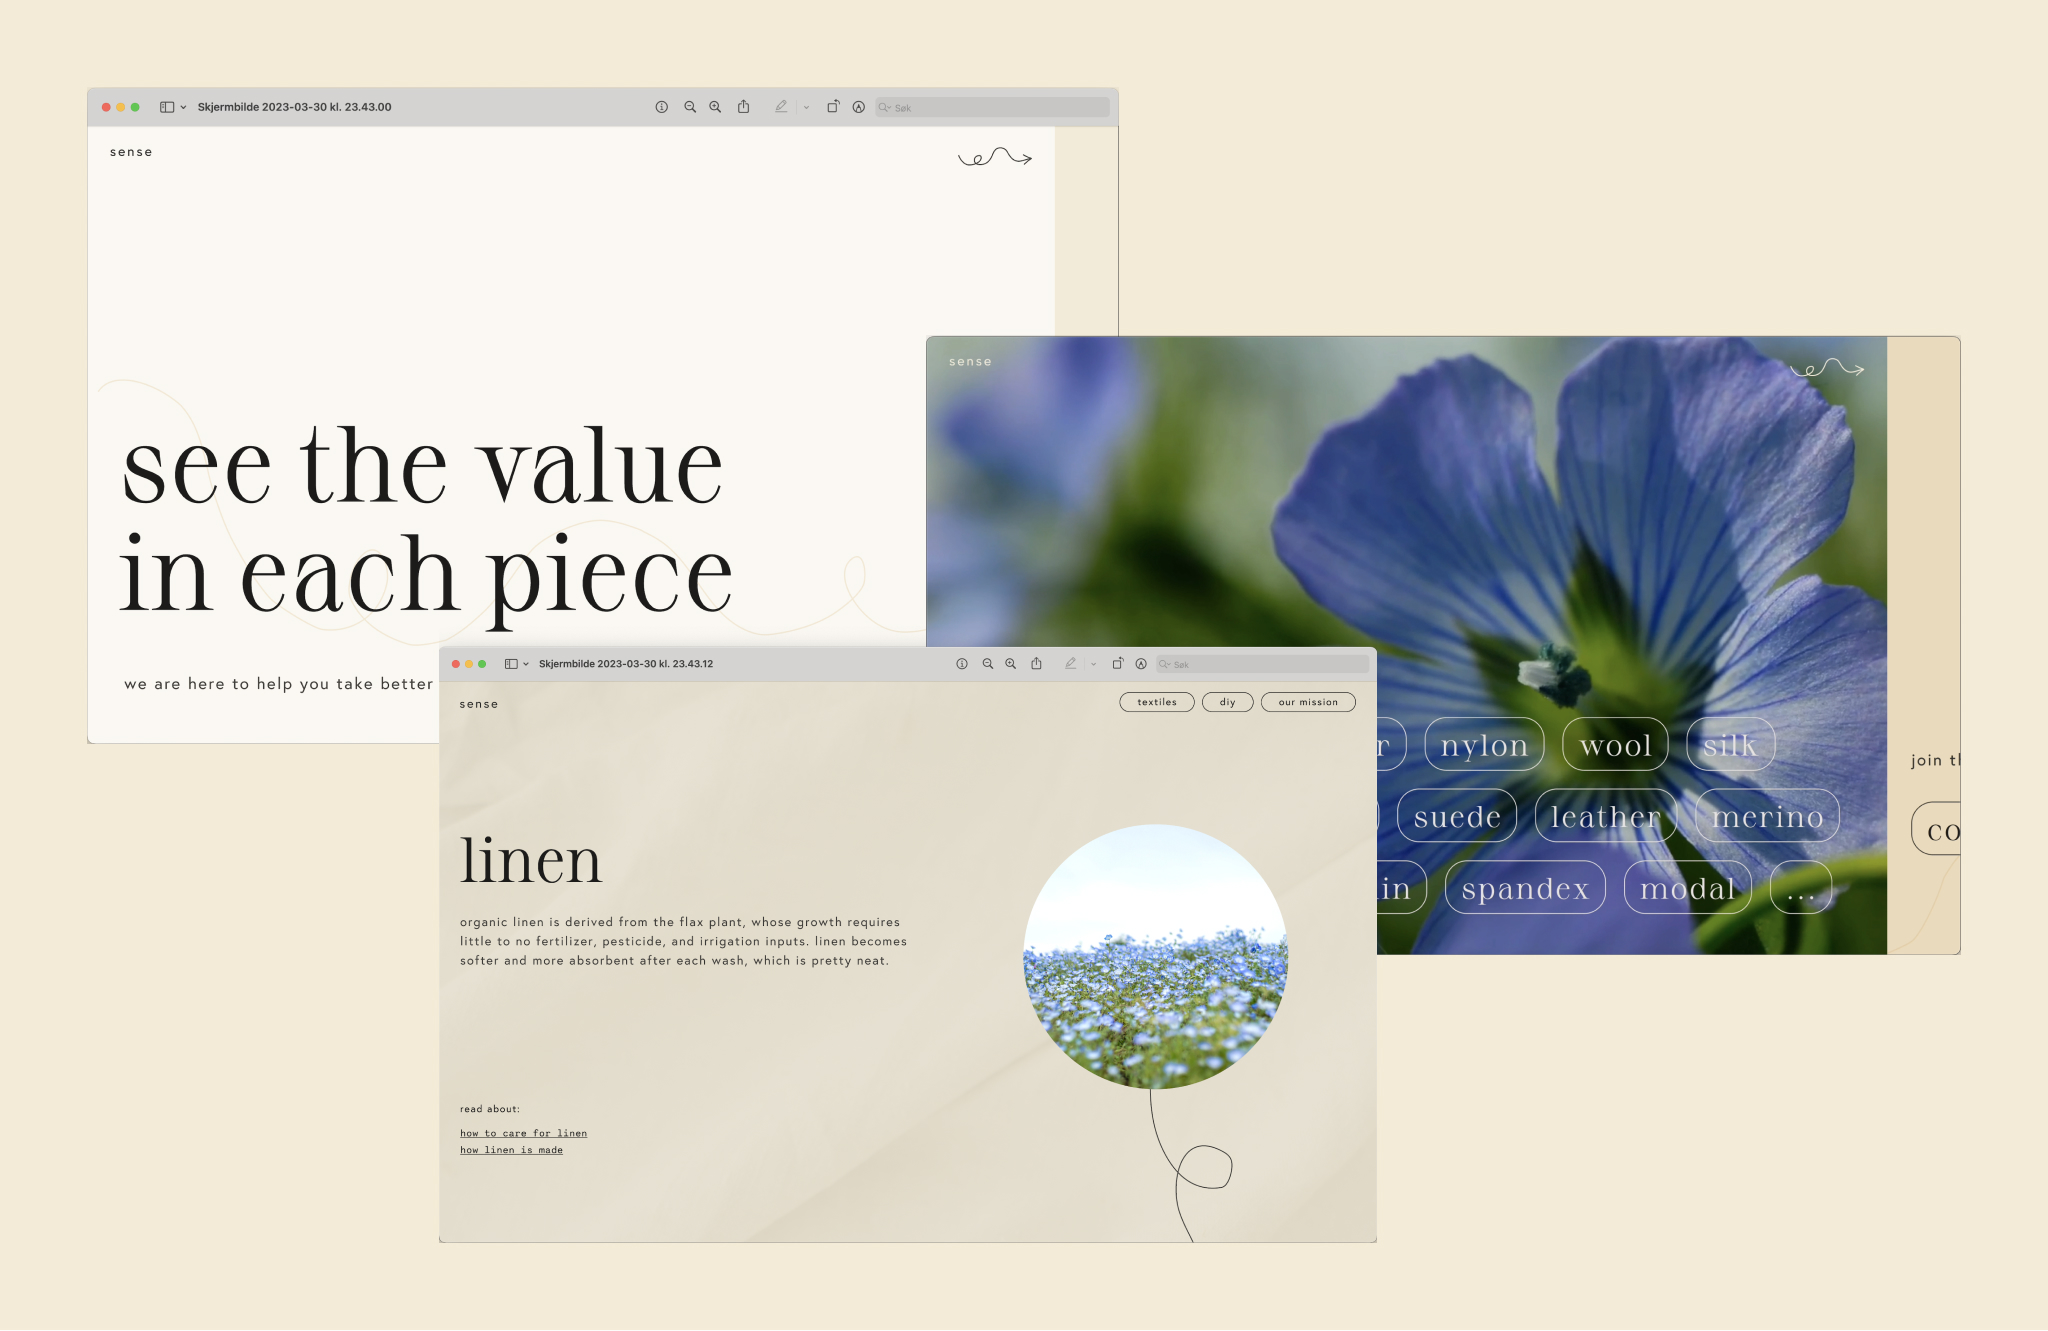 Skjermbilde 2023-03-30 kl. 23.43.00
Søk
sense
see the value
in each piece
we are here to help you take better
sense
nylon
wool
silk
suede
leather
merino
spandex
modal
...
join
Skjermbilde 2023-03-30 kl. 23.43.12
Søk
sense
textiles
diy
our mission
linen
organic linen is derived from the flax plant, whose growth requires
little to no fertilizer, pesticide, and irrigation inputs. linen becomes
softer and more absorbent after each wash, which is pretty neat.
read about:
how to care for linen
how linen is made